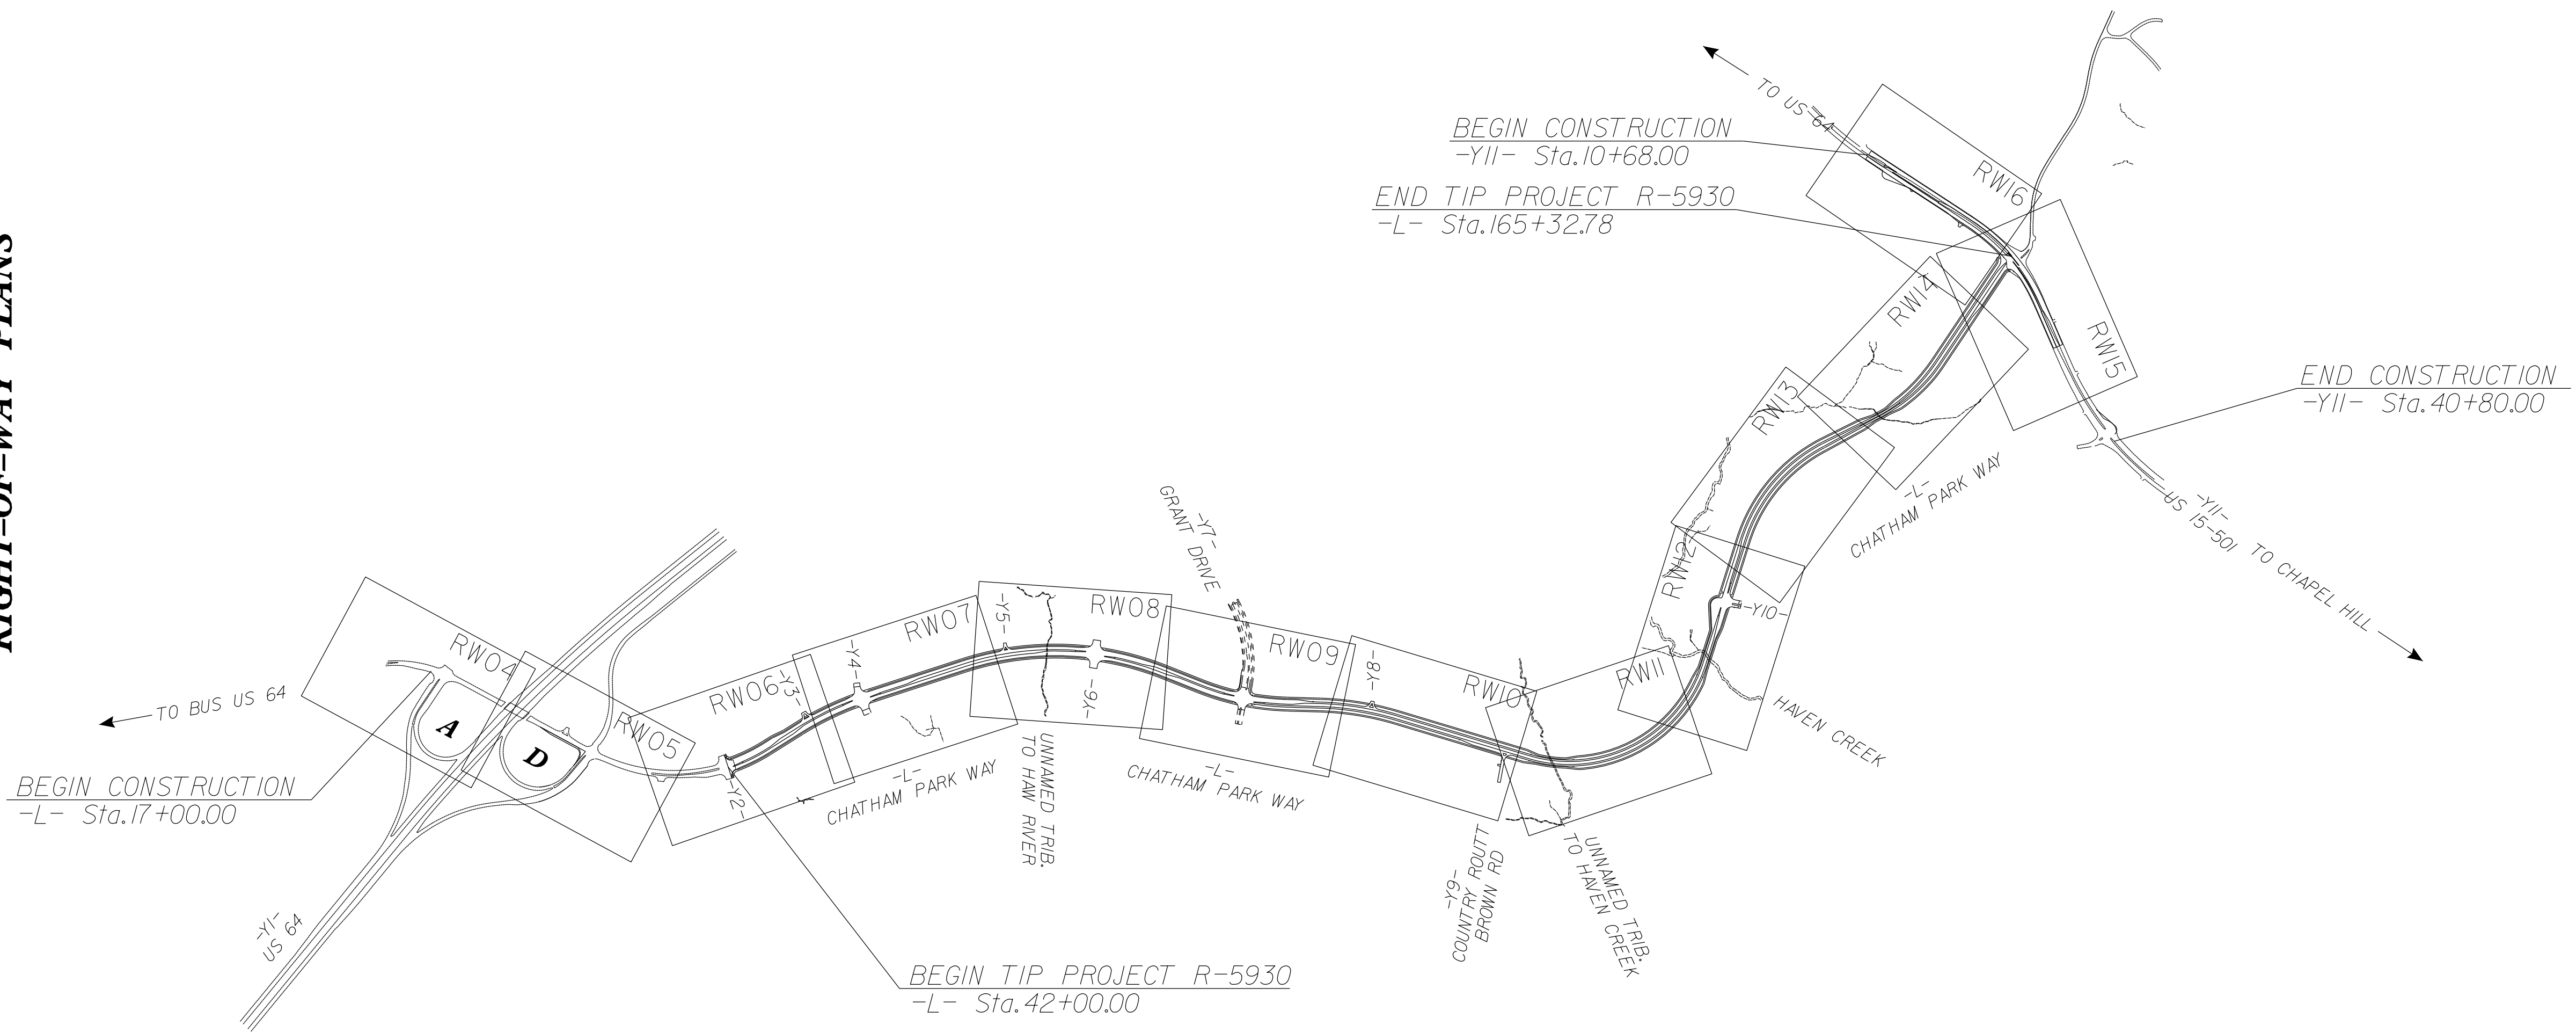 RIGHT-OF-WAY PLANS
TO US 64
BEGIN CONSTRUCTION
-Y11- Sta.10+68.00
END TIP PROJECT R-5930
-L- Sta.165+32.78
RW16
RW15
RW14
RW13
END CONSTRUCTION
-Y11- Sta.40+80.00
-L-
CHATHAM PARK WAY
-Y11-
US 15-501
TO CHAPEL HILL
RW12
-Y10-
HAVEN CREEK
RW11
-Y7-
GRANT DRIVE
-Y5-
RW08
RW07
-Y4-
RW09
-Y8-
RW10
RW06
-Y3-
-Y6-
RW04
RW05
TO BUS US 64
A
D
-Y2-
BEGIN CONSTRUCTION
-L- Sta.17+00.00
-L-
CHATHAM PARK WAY
UNNAMED TRIB.
TO HAW RIVER
-L-
CHATHAM PARK WAY
-Y9-
COUNTRY ROUTT
BROWN RD
UNNAMED TRIB.
TO HAVEN CREEK
-Y1-
US 64
BEGIN TIP PROJECT R-5930
-L- Sta.42+00.00